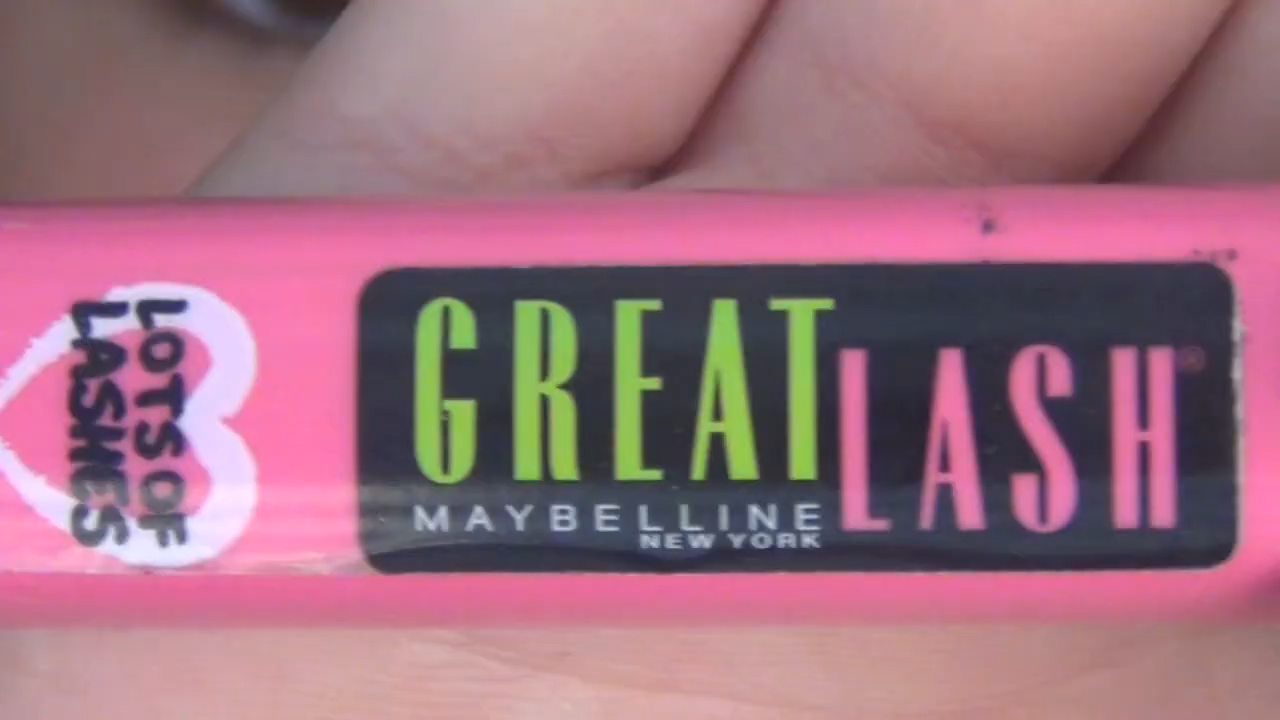 LOTS OF
LASHES
GREAT
LASH®
MAYBELLINE
NEW YORK